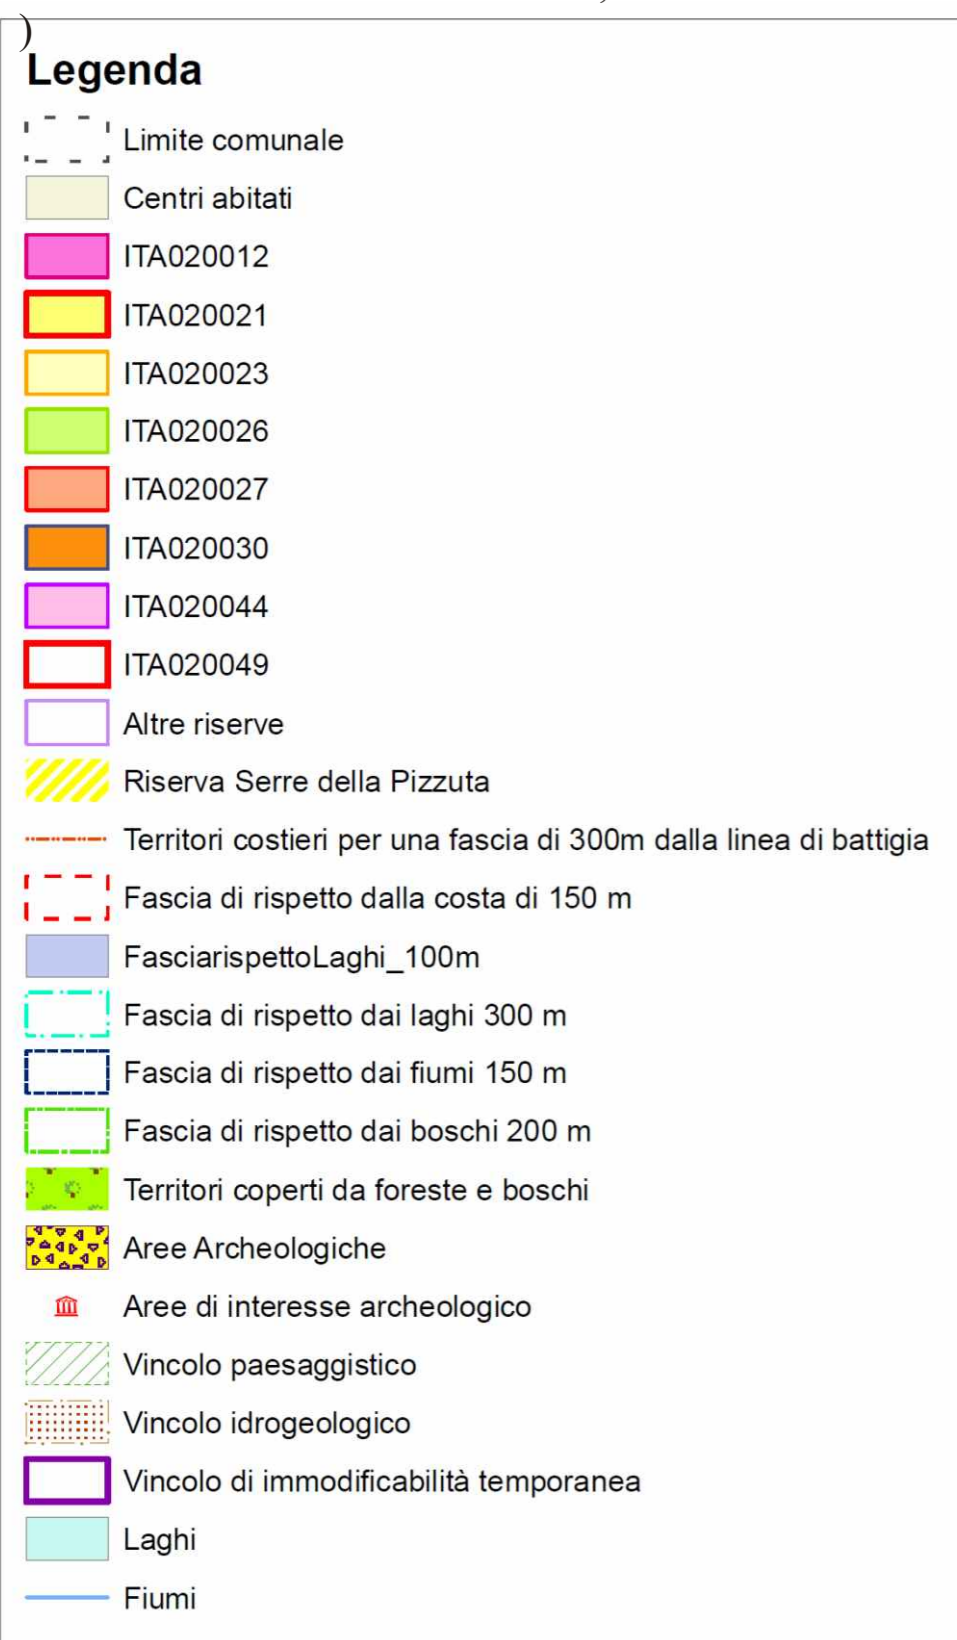 )
Legenda
Limite comunale
Centri abitati
ITA020012
ITA020021
ITA020023
ITA020026
ITA020027
ITA020030
ITA020044
ITA020049
Altre riserve
Riserva Serre della Pizzuta
Territori costieri per una fascia di 300m dalla linea di battigia
Fascia di rispetto dalla costa di 150 m
FasciarispettoLaghi_100m
Fascia di rispetto dai laghi 300 m
Fascia di rispetto dai fiumi 150 m
Fascia di rispetto dai boschi 200 m
Territori coperti da foreste e boschi
Aree Archeologiche
Aree di interesse archeologico
Vincolo paesaggistico
Vincolo idrogeologico
Vincolo di immodificabilità temporanea
Laghi
Fiumi